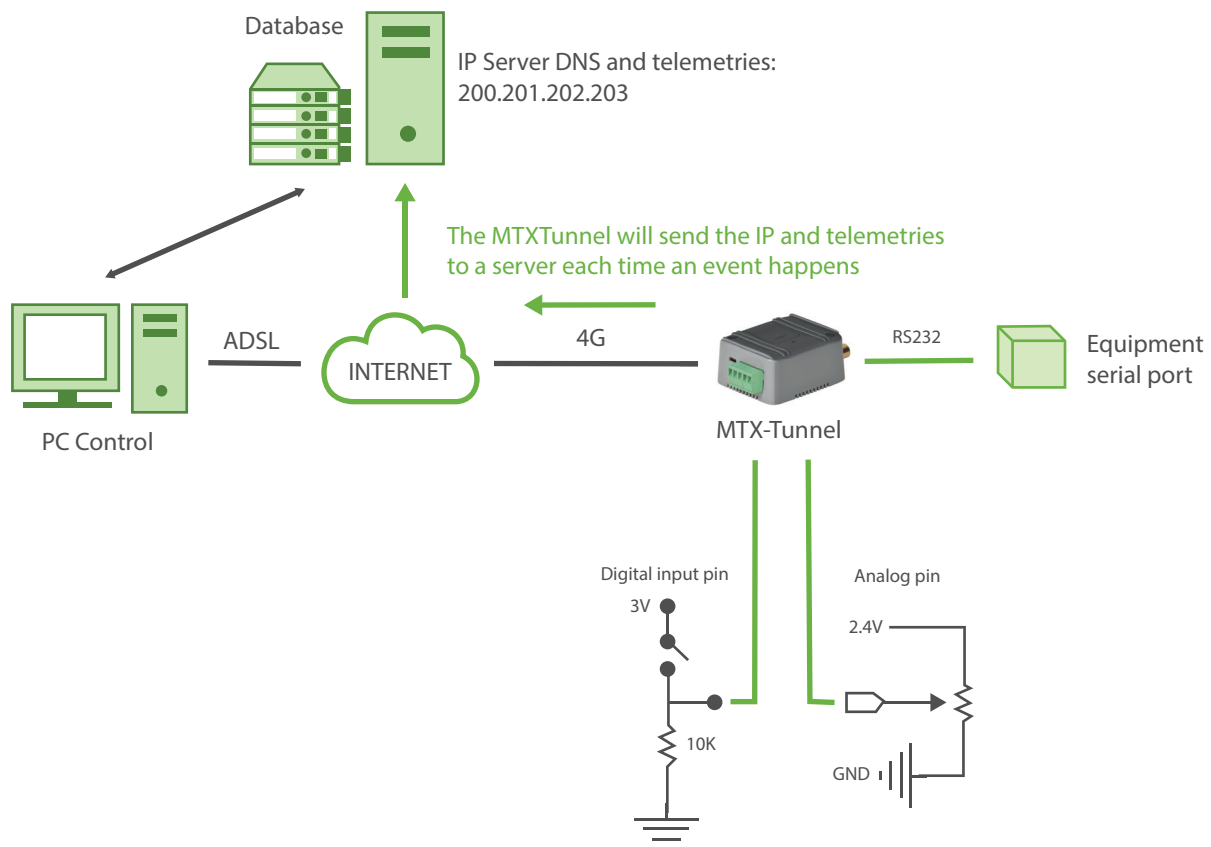 Database
IP Server DNS and telemetries:
200.201.202.203
The MTXTunnel will send the IP and telemetries
to a server each time an event happens
ADSL
INTERNET
4G
RS232
Equipment
serial port
PC Control
MTX-Tunnel
Digital input pin
Analog pin
3V
2.4V
10K
GND